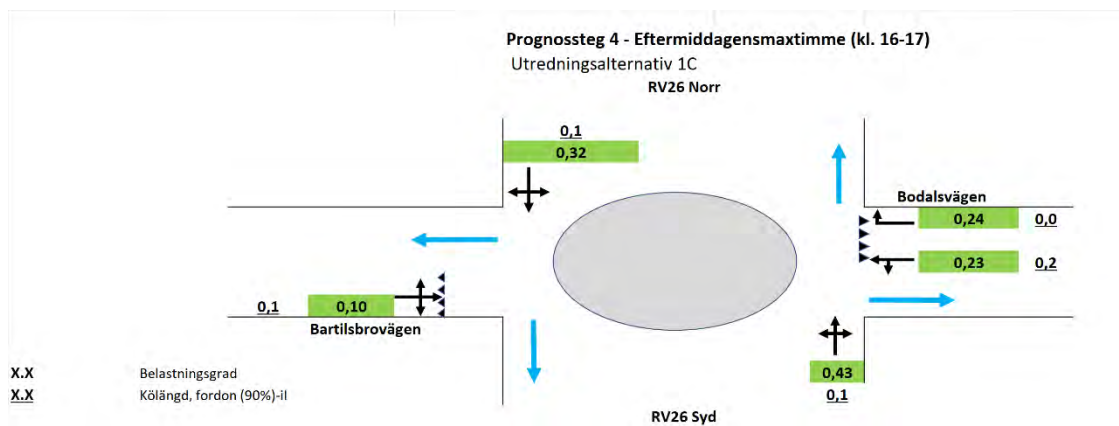 Prognossteg 4 - Eftermiddagensmaxtimme (kl. 16-17)
Utredningsalternativ 1C
RV26 Norr
0,1
0,32
Bodalsvägen
0,24 0,0
0,23 0,2
0,1 0,10
Bartilsbrovägen
0,43
0,1
X.X Belastningsgrad
X.X Kölängd, fordon (90%)-il
RV26 Syd